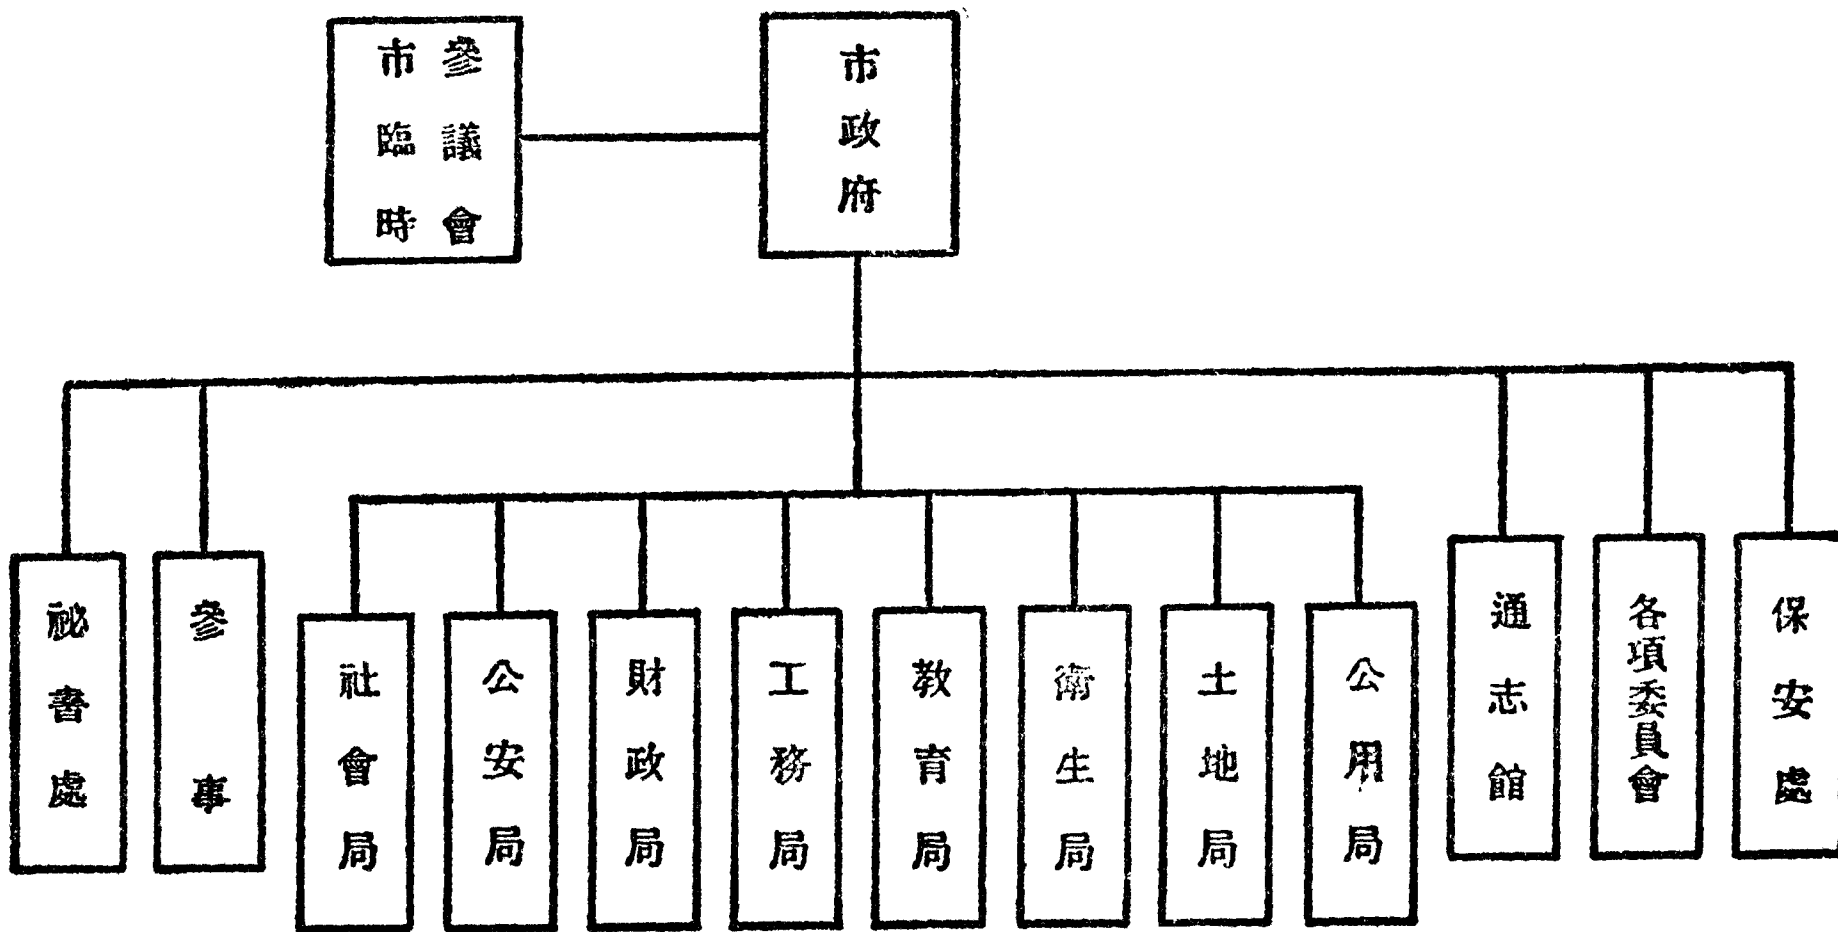 市臨時
參議會
市政府
祕書處
參事
社會局
公安局
財政局
工務局
教育局
衛生局
土地局
公用局
通志館
各項委員會
保安處